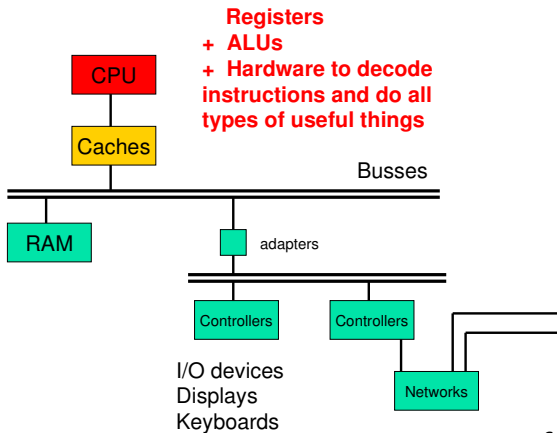 Registers
+ ALUs
+ Hardware to decode
instructions and do all
types of useful things
CPU
Caches
Busses
RAM
adapters
Controllers
Controllers
I/O devices
Displays
Keyboards
Networks